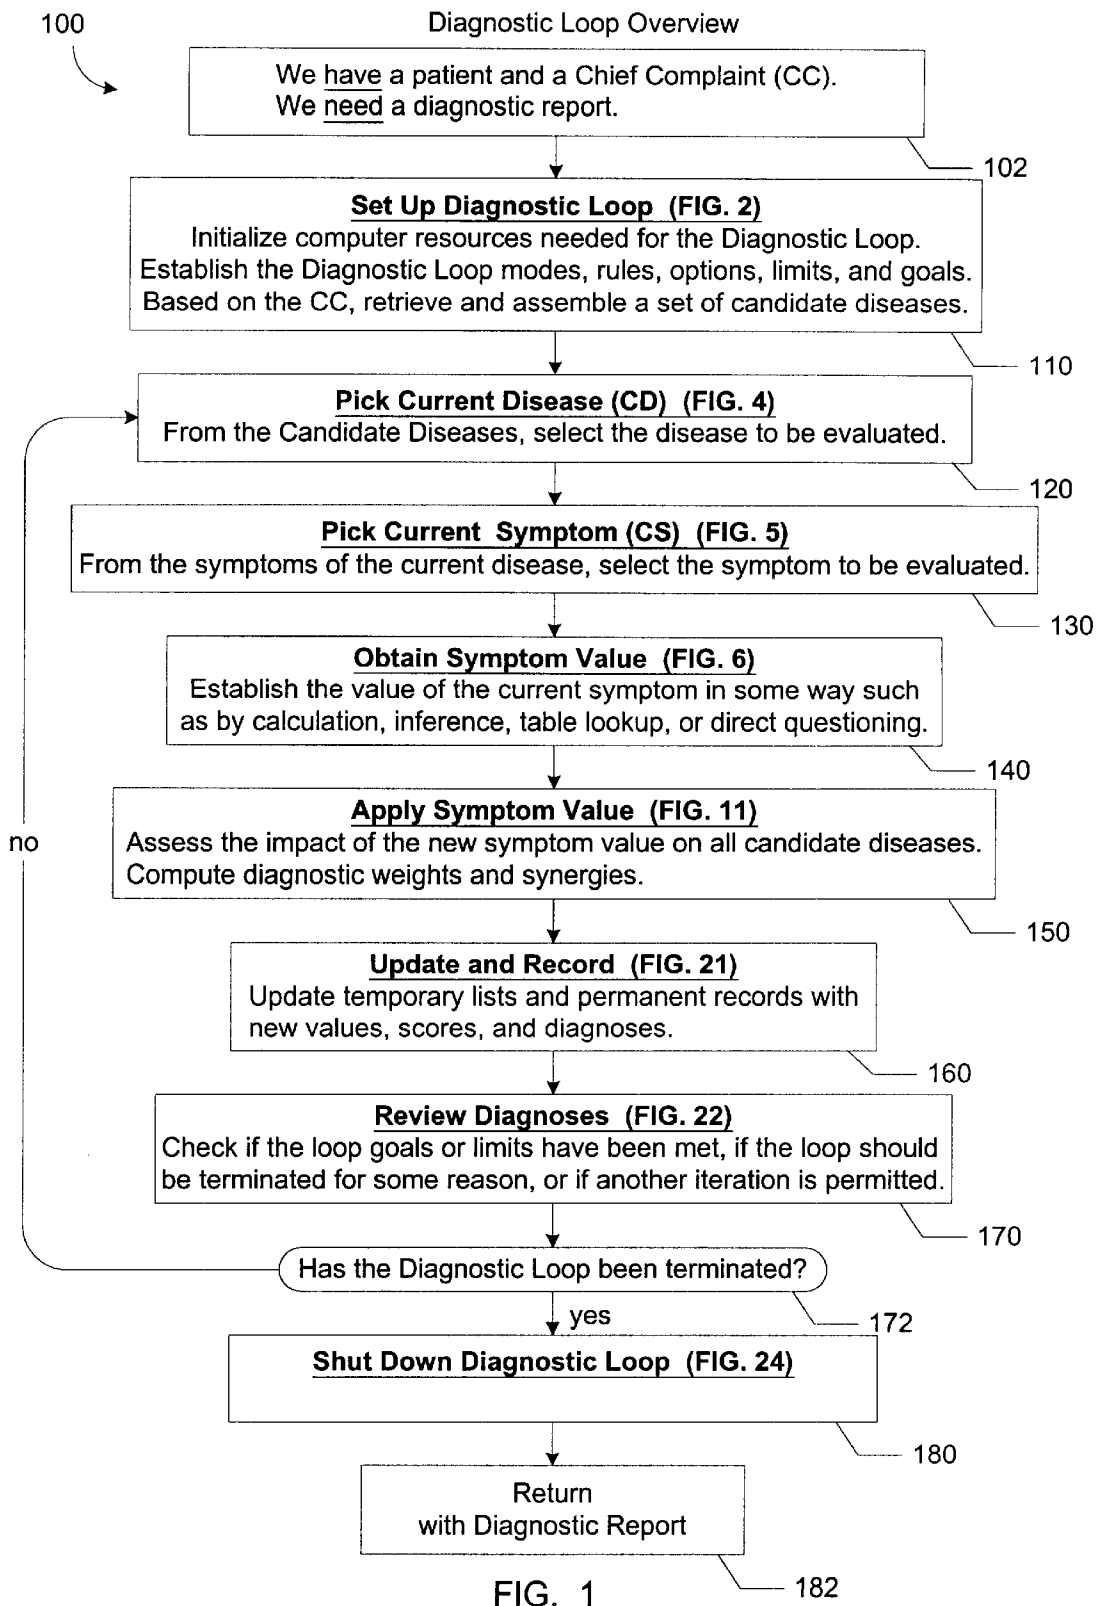 Diagnostic Loop Overview
100
We have a patient and a Chief Complaint (CC).
We need a diagnostic report.
102
Set Up Diagnostic Loop (FIG. 2)
Initialize computer resources needed for the Diagnostic Loop.
Establish the Diagnostic Loop modes, rules, options, limits, and goals.
Based on the CC, retrieve and assemble a set of candidate diseases.
110
Pick Current Disease (CD) (FIG. 4)
From the Candidate Diseases, select the disease to be evaluated.
120
Pick Current Symptom (CS) (FIG. 5)
From the symptoms of the current disease, select the symptom to be evaluated.
130
Obtain Symptom Value (FIG. 6)
Establish the value of the current symptom in some way such
as by calculation, inference, table lookup, or direct questioning.
140
Apply Symptom Value (FIG. 11)
Assess the impact of the new symptom value on all candidate diseases.
Compute diagnostic weights and synergies.
150
no
Update and Record (FIG. 21)
Update temporary lists and permanent records with
new values, scores, and diagnoses.
160
Review Diagnoses (FIG. 22)
Check if the loop goals or limits have been met, if the loop should
be terminated for some reason, or if another iteration is permitted.
170
Has the Diagnostic Loop been terminated?
172
yes
Shut Down Diagnostic Loop (FIG. 24)
180
Return
with Diagnostic Report
182
FIG. 1